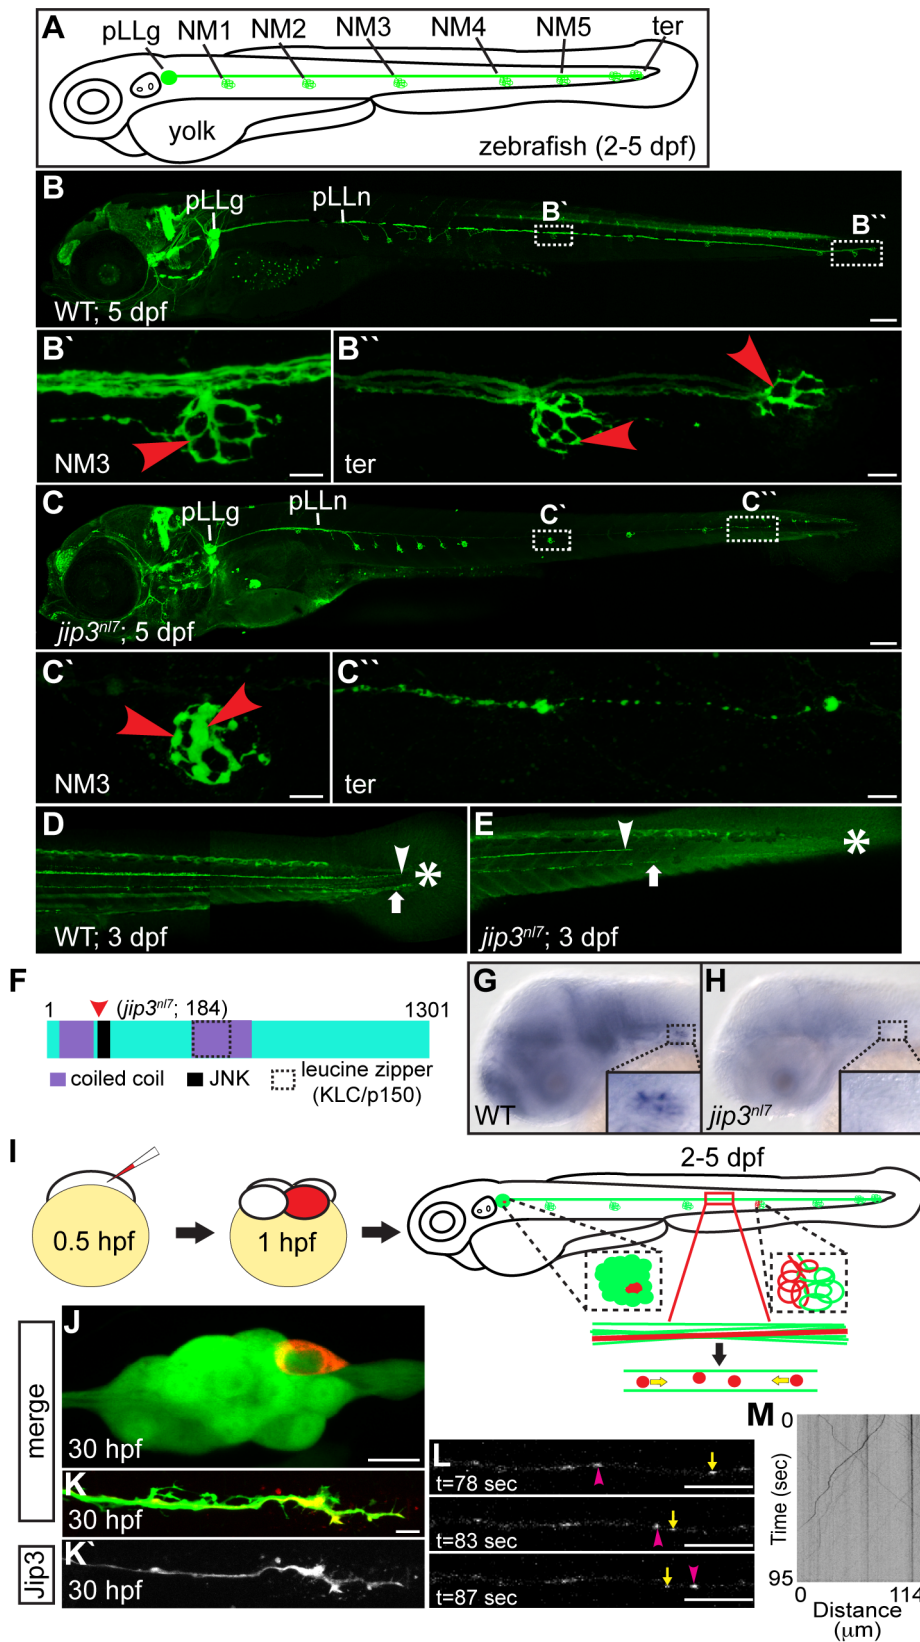 A
pLLg NM1 NM2 NM3 NM4 NM5 ter
yolk
zebrafish (2-5 dpf)
B
pLLg pLLn B` B``
WT; 5 dpf
B`
NM3
B``
ter
C
pLLg pLLn C` C``
jip3nl7; 5 dpf
C`
NM3
C``
ter
D
*
WT; 3 dpf
E
*
jip3nl7; 3 dpf
F
1 (jip3nl7; 184) 1301
coiled coil JNK leucine zipper
(KLC/p150)
G
WT
H
jip3nl7
I
0.5 hpf
1 hpf
2-5 dpf
merge
J
30 hpf
K
30 hpf
Jip3
K`
30 hpf
L
t=78 sec
t=83 sec
t=87 sec
M
0
Time (sec)
95
0 114
Distance
(μm)